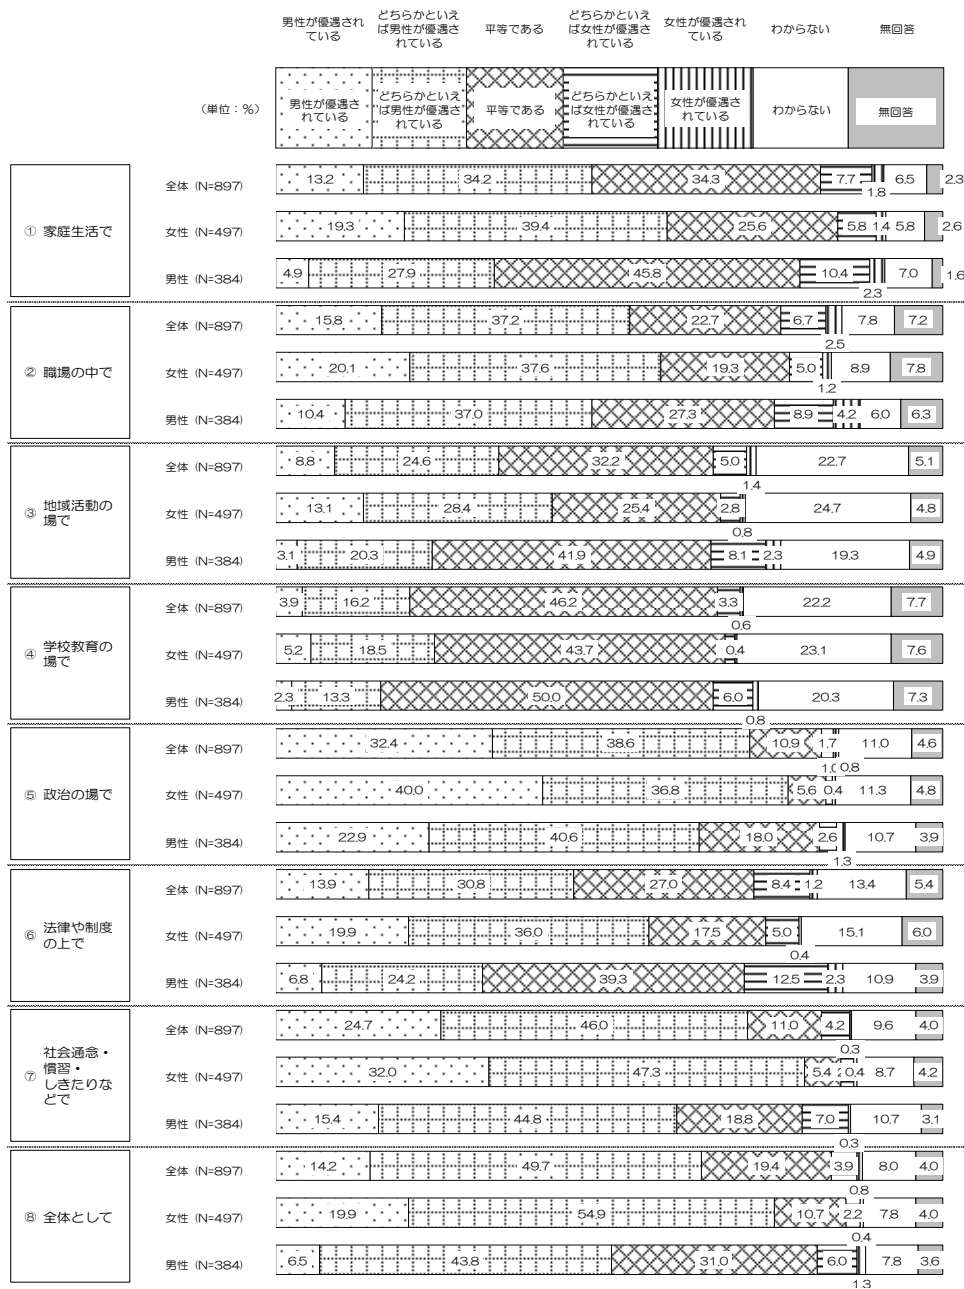 男性が優遇され
ている
どちらかといえ
ば男性が優遇さ
れている
平等である
どちらかといえ
ば女性が優遇さ
れている
女性が優遇され
ている
わからない
無回答
(単位:%)
男性が優遇さ
れている
どちらかといえ
ば男性が優遇さ
れている
平等である
どちらかといえ
ば女性が優遇さ
れている
女性が優遇さ
れている
わからない
無回答
① 家庭生活で
全体 (N=897) 13.2 34.2 34.3 7.7 1.8 6.5 2.3
女性 (N=497) 19.3 39.4 25.6 5.8 1.4 5.8 2.6
男性 (N=384) 4.9 27.9 45.8 10.4 2.3 7.0 1.6
② 職場の中で
全体 (N=897) 15.8 37.2 22.7 6.7 2.5 7.8 7.2
女性 (N=497) 20.1 37.6 19.3 5.0 1.2 8.9 7.8
男性 (N=384) 10.4 37.0 27.3 8.9 4.2 6.0 6.3
③ 地域活動の
場で
全体 (N=897) 8.8 24.6 32.2 5.0 1.4 22.7 5.1
女性 (N=497) 13.1 28.4 25.4 2.8 0.8 24.7 4.8
男性 (N=384) 3.1 20.3 41.9 8.1 2.3 19.3 4.9
④ 学校教育の
場で
全体 (N=897) 3.9 16.2 46.2 3.3 0.6 22.2 7.7
女性 (N=497) 5.2 18.5 43.7 0.4 23.1 7.6
男性 (N=384) 2.3 13.3 50.0 6.0 0.8 20.3 7.3
⑤ 政治の場で
全体 (N=897) 32.4 38.6 10.9 1.7 0.8 11.0 4.6
女性 (N=497) 40.0 36.8 5.6 1.0 0.4 11.3 4.8
男性 (N=384) 22.9 40.6 18.0 2.6 1.3 10.7 3.9
⑥ 法律や制度
の上で
全体 (N=897) 13.9 30.8 27.0 8.4 1.2 13.4 5.4
女性 (N=497) 19.9 36.0 17.5 5.0 0.4 15.1 6.0
男性 (N=384) 6.8 24.2 39.3 12.5 2.3 10.9 3.9
⑦ 社会通念・
慣習・
しきたりな
どで
全体 (N=897) 24.7 46.0 11.0 4.2 0.3 9.6 4.0
女性 (N=497) 32.0 47.3 5.4 2 0.4 8.7 4.2
男性 (N=384) 15.4 44.8 18.8 7.0 0.3 10.7 3.1
⑧ 全体として
全体 (N=897) 14.2 49.7 19.4 3.9 0.8 8.0 4.0
女性 (N=497) 19.9 54.9 10.7 2.2 0.4 7.8 4.0
男性 (N=384) 6.5 43.8 31.0 6.0 1.3 7.8 3.6